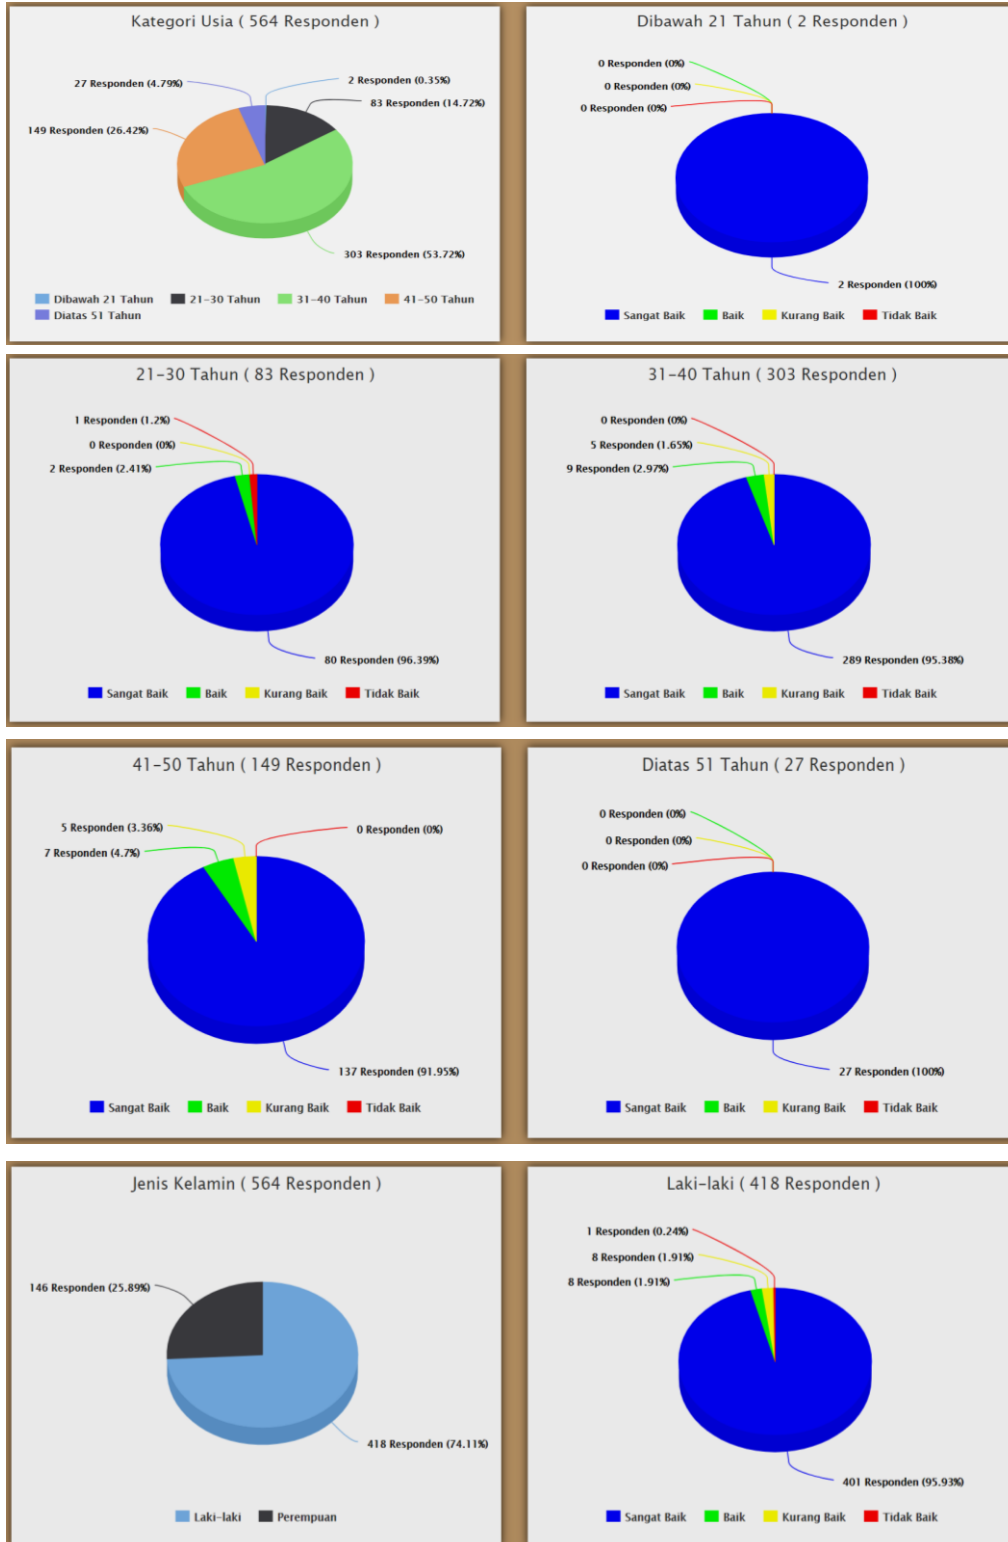 Kategori Usia ( 564 Responden )
27 Responden (4.79%)
2 Responden (0.35%)
83 Responden (14.72%)
149 Responden (26.42%)
303 Responden (53.72%)
Dibawah 21 Tahun 21-30 Tahun 31-40 Tahun 41-50 Tahun
Diatas 51 Tahun
Dibawah 21 Tahun ( 2 Responden )
0 Responden (0%)
0 Responden (0%)
0 Responden (0%)
2 Responden (100%)
Sangat Baik Baik Kurang Baik Tidak Baik
21-30 Tahun ( 83 Responden )
1 Responden (1.2%)
0 Responden (0%)
2 Responden (2.41%)
80 Responden (96.39%)
Sangat Baik Baik Kurang Baik Tidak Baik
31-40 Tahun ( 303 Responden )
0 Responden (0%)
5 Responden (1.65%)
9 Responden (2.97%)
289 Responden (95.38%)
Sangat Baik Baik Kurang Baik Tidak Baik
41-50 Tahun ( 149 Responden )
5 Responden (3.36%)
0 Responden (0%)
7 Responden (4.7%)
137 Responden (91.95%)
Sangat Baik Baik Kurang Baik Tidak Baik
Diatas 51 Tahun ( 27 Responden )
0 Responden (0%)
0 Responden (0%)
0 Responden (0%)
27 Responden (100%)
Sangat Baik Baik Kurang Baik Tidak Baik
Jenis Kelamin ( 564 Responden )
146 Responden (25.89%)
418 Responden (74.11%)
Laki-laki Perempuan
Laki-laki ( 418 Responden )
1 Responden (0.24%)
8 Responden (1.91%)
8 Responden (1.91%)
401 Responden (95.93%)
Sangat Baik Baik Kurang Baik Tidak Baik